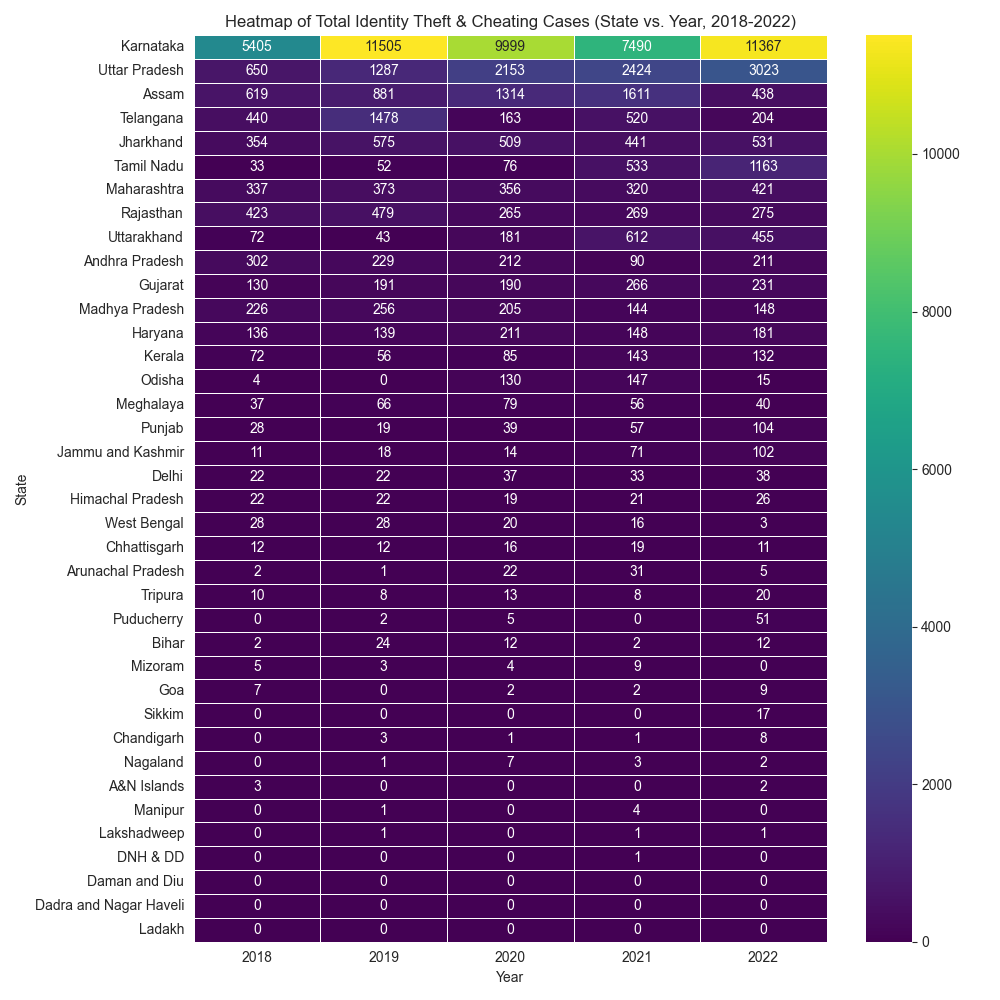 Heatmap of Total Identity Theft & Cheating Cases (State vs. Year, 2018-2022)
Karnataka 5405 11505 9999 7490 11367
Uttar Pradesh 650 1287 2153 2424 3023
Assam 619 881 1314 1611 438
Telangana 440 1478 163 520 204
Jharkhand 354 575 509 441 531
Tamil Nadu 33 52 76 533 1163
Maharashtra 337 373 356 320 421
Rajasthan 423 479 265 269 275
Uttarakhand 72 43 181 612 455
Andhra Pradesh 302 229 212 90 211
Gujarat 130 191 190 266 231
Madhya Pradesh 226 256 205 144 148
Haryana 136 139 211 148 181
Kerala 72 56 85 143 132
Odisha 4 0 130 147 15
Meghalaya 37 66 79 56 40
Punjab 28 19 39 57 104
Jammu and Kashmir 11 18 14 71 102
Delhi 22 22 37 33 38
Himachal Pradesh 22 22 19 21 26
West Bengal 28 28 20 16 3
Chhattisgarh 12 12 16 19 11
Arunachal Pradesh 2 1 22 31 5
Tripura 10 8 13 8 20
Puducherry 0 2 5 0 51
Bihar 2 24 12 2 12
Mizoram 5 3 4 9 0
Goa 7 0 2 2 9
Sikkim 0 0 0 0 17
Chandigarh 0 3 1 1 8
Nagaland 0 1 7 3 2
A&N Islands 3 0 0 0 2
Manipur 0 1 0 4 0
Lakshadweep 0 1 0 1 1
DNH & DD 0 0 0 1 0
Daman and Diu 0 0 0 0 0
Dadra and Nagar Haveli 0 0 0 0 0
Ladakh 0 0 0 0 0
2018 2019 2020 2021 2022
Year
State
10000
8000
6000
4000
2000
0